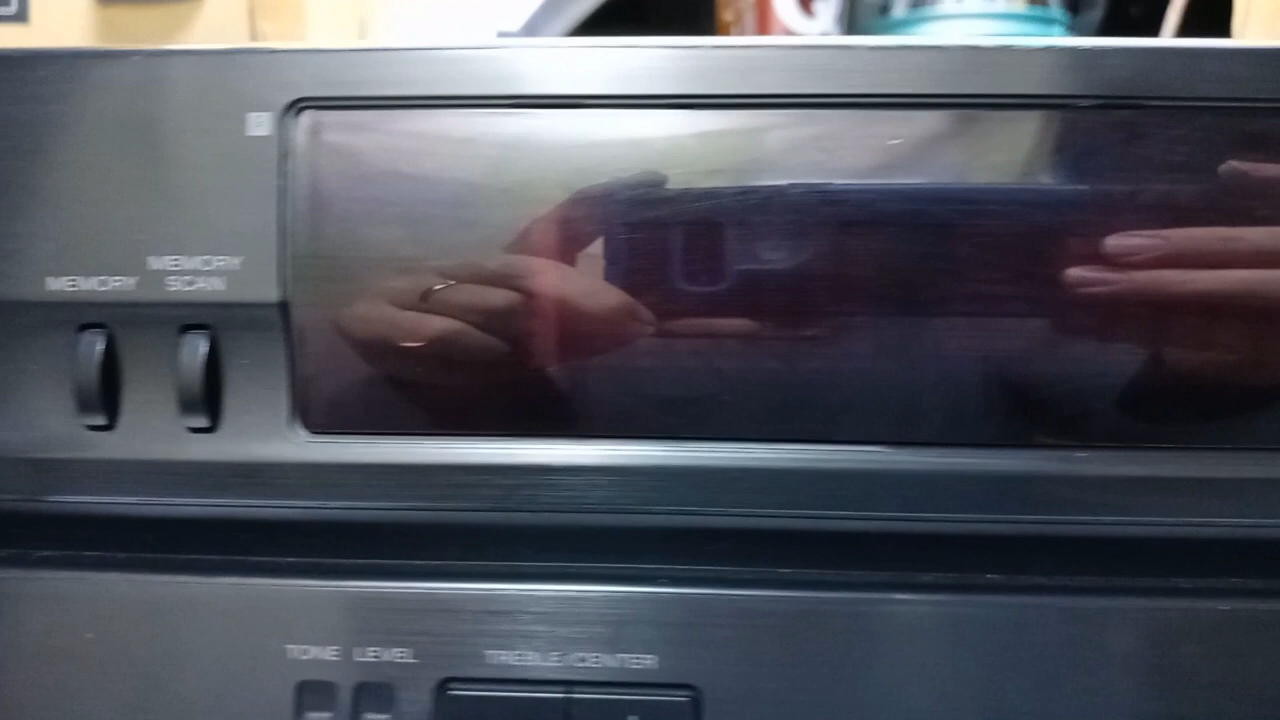 MEMORY
MEMORY
SCAN
TONE LEVEL
TREBLE/CENTER